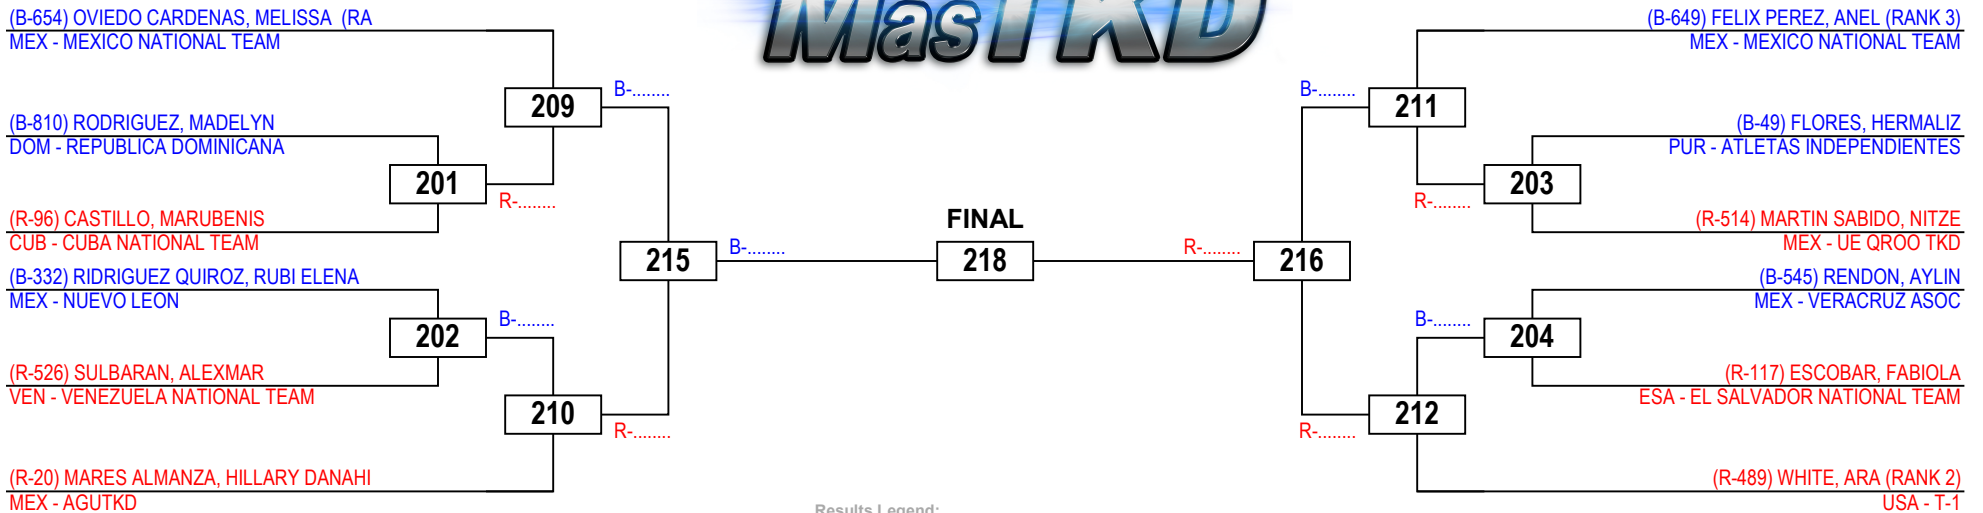 MasTKD
(B-654) OVIEDO CARDENAS, MELISSA (RA
MEX - MEXICO NATIONAL TEAM
209
B-........
(B-810) RODRIGUEZ, MADELYN
DOM - REPUBLICA DOMINICANA
201
R-........
(R-96) CASTILLO, MARUBENIS
CUB - CUBA NATIONAL TEAM
215
B-........
(B-332) RIDRIGUEZ QUIROZ, RUBI ELENA
MEX - NUEVO LEON
202
B-........
(R-526) SULBARAN, ALEXMAR
VEN - VENEZUELA NATIONAL TEAM
210
R-........
(R-20) MARES ALMANZA, HILLARY DANAHI
MEX - AGUTKD
FINAL
218
(B-649) FELIX PEREZ, ANEL (RANK 3)
MEX - MEXICO NATIONAL TEAM
B-........
211
(B-49) FLORES, HERMALIZ
PUR - ATLETAS INDEPENDIENTES
203
R-........
(R-514) MARTIN SABIDO, NITZE
MEX - UE QROO TKD
R-........
216
(B-545) RENDON, AYLIN
MEX - VERACRUZ ASOC
B-........
204
(R-117) ESCOBAR, FABIOLA
ESA - EL SALVADOR NATIONAL TEAM
212
R-........
(R-489) WHITE, ARA (RANK 2)
USA - T-1
Results Legend: